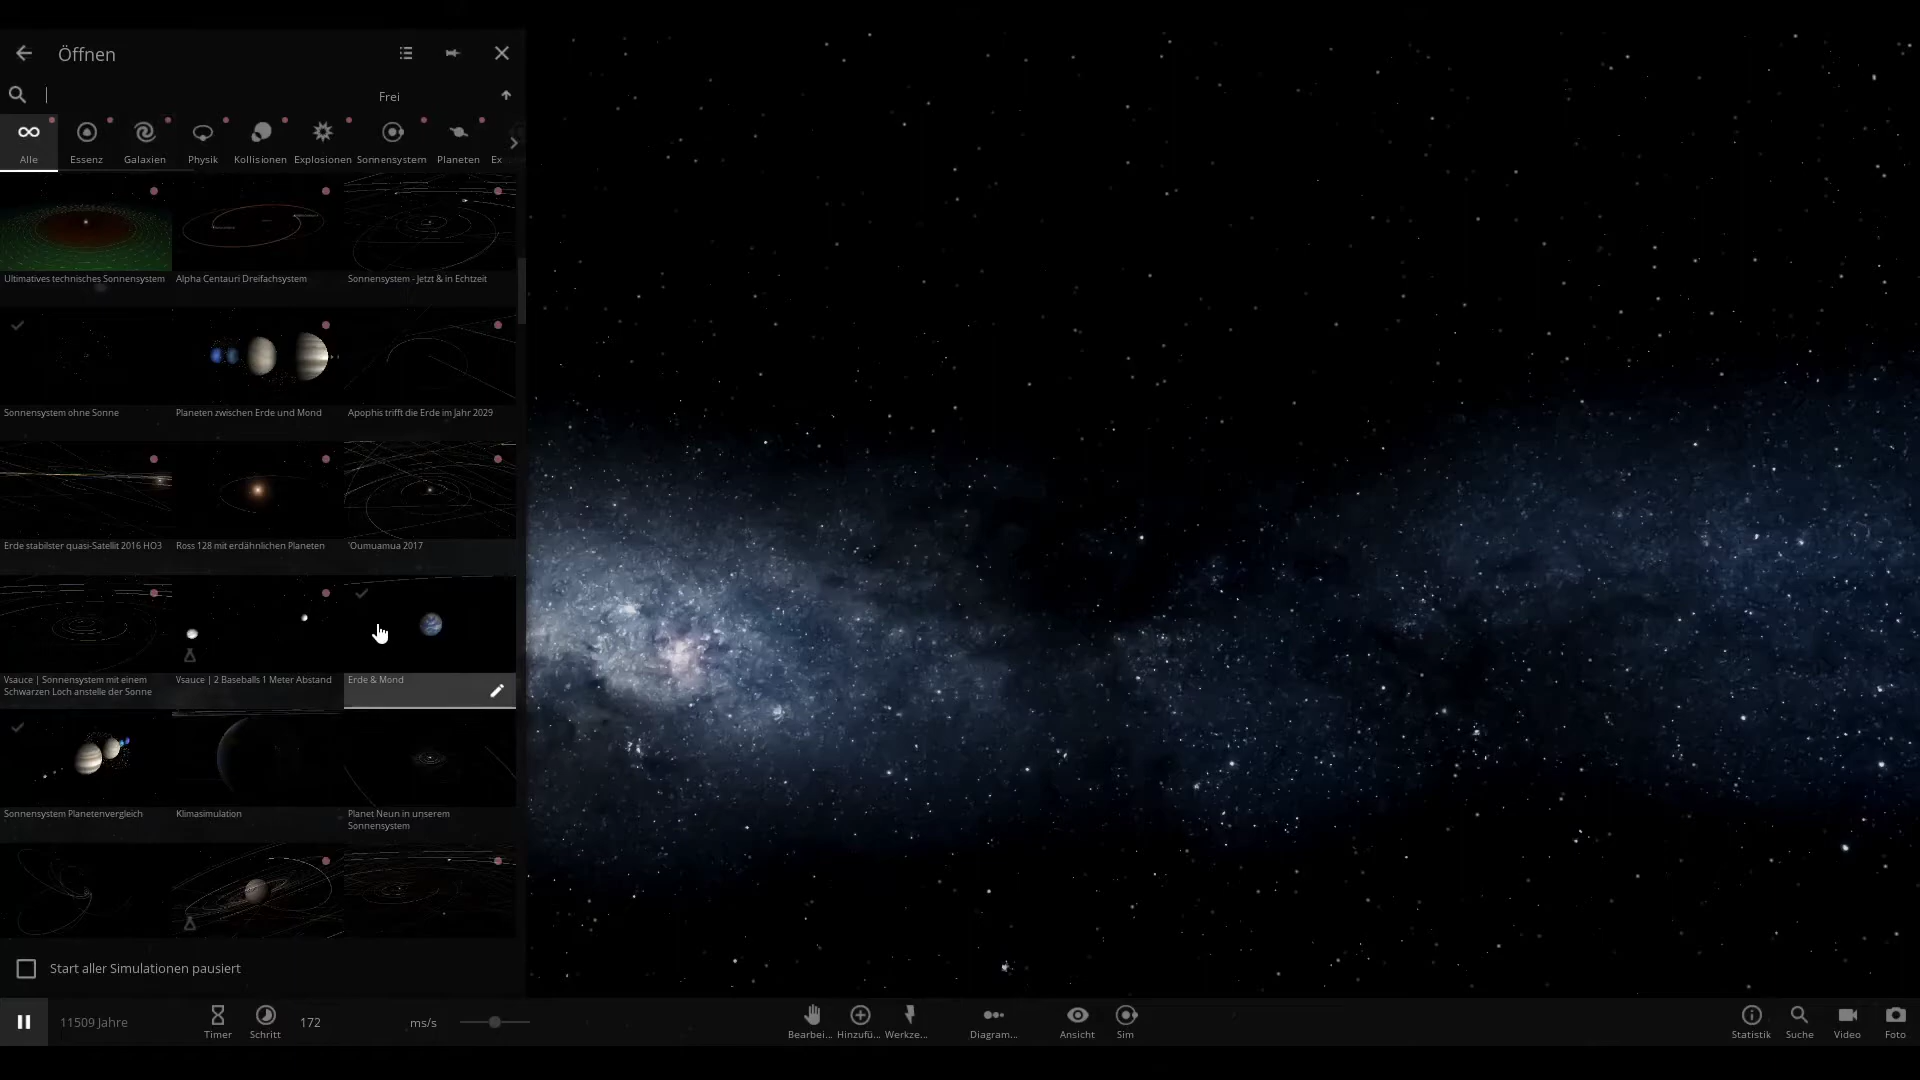 Öffnen
Frei
Alle
Essenz
Galaxien
Physik
Kollisionen
Explosionen
Sonnensystem
Planeten
Ex
Ultimatives technisches Sonnensystem
Alpha Centauri Dreifachsystem
Sonnensystem - Jetzt & in Echtzeit
Sonnensystem ohne Sonne
Planeten zwischen Erde und Mond
Apophis trifft die Erde im Jahr 2029
Erde stabilster quasi-Satellit 2016 HO3
Ross 128 mit erdähnlichen Planeten
'Oumuamua 2017
Vsauce | Sonnensystem mit einem
Schwarzen Loch anstelle der Sonne
Vsauce | 2 Baseballs 1 Meter Abstand
Erde & Mond
Sonnensystem Planetenvergleich
Klimasimulation
Planet Neun in unserem
Sonnensystem
Start aller Simulationen pausiert
11509 Jahre
Timer
Schritt
172
ms/s
Bearbei...
Hinzufü...
Werkze...
Diagram...
Ansicht
Sim
Statistik
Suche
Video
Foto